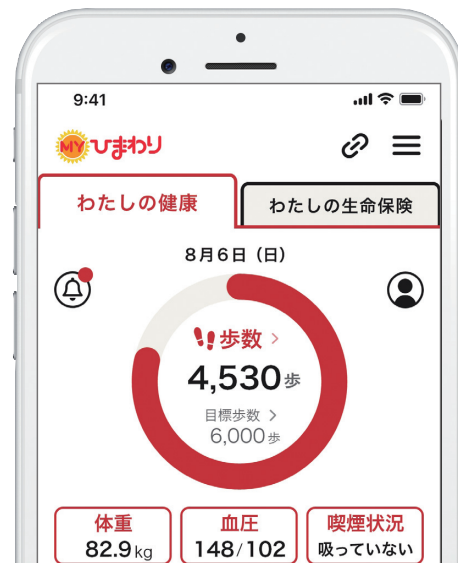 9:41
MYひまわり
わたしの健康
わたしの生命保険
8月6日（日）
歩数 >
4,530歩
目標歩数 >
6,000歩
体重
82.9kg
血圧
148/102
喫煙状況
吸っていない